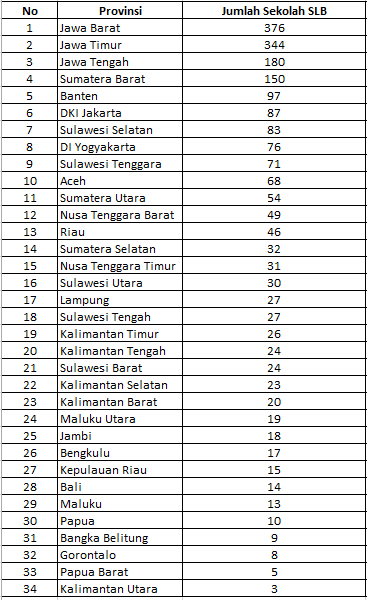 No Provinsi Jumlah Sekolah SLB
1 Jawa Barat 376
2 Jawa Timur 344
3 Jawa Tengah 180
4 Sumatera Barat 150
5 Banten 97
6 DKI Jakarta 87
7 Sulawesi Selatan 83
8 DI Yogyakarta 76
9 Sulawesi Tenggara 71
10 Aceh 68
11 Sumatera Utara 54
12 Nusa Tenggara Barat 49
13 Riau 46
14 Sumatera Selatan 32
15 Nusa Tenggara Timur 31
16 Sulawesi Utara 30
17 Lampung 27
18 Sulawesi Tengah 27
19 Kalimantan Timur 26
20 Kalimantan Tengah 24
21 Sulawesi Barat 24
22 Kalimantan Selatan 23
23 Kalimantan Barat 20
24 Maluku Utara 19
25 Jambi 18
26 Bengkulu 17
27 Kepulauan Riau 15
28 Bali 14
29 Maluku 13
30 Papua 10
31 Bangka Belitung 9
32 Gorontalo 8
33 Papua Barat 5
34 Kalimantan Utara 3